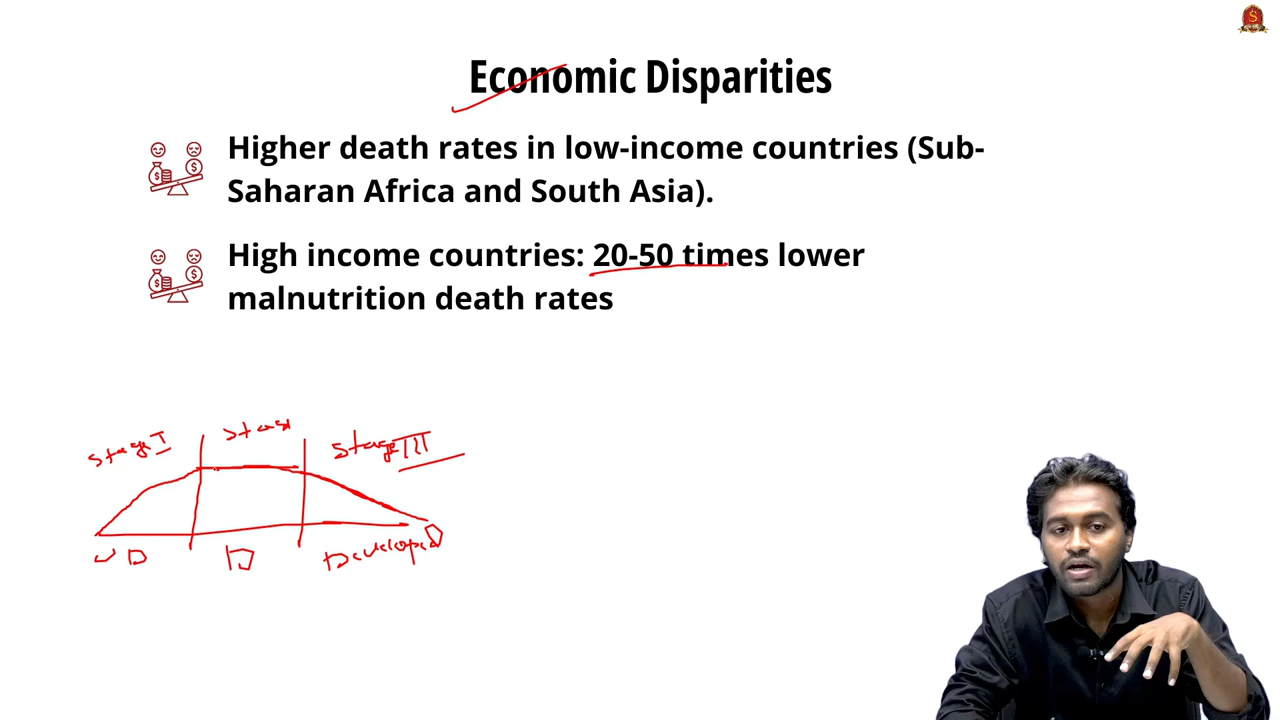 Economic Disparities
Higher death rates in low-income countries (Sub-
Saharan Africa and South Asia).
High income countries: 20-50 times lower
malnutrition death rates
Stage I
Stage III
U D
D
Developed
S